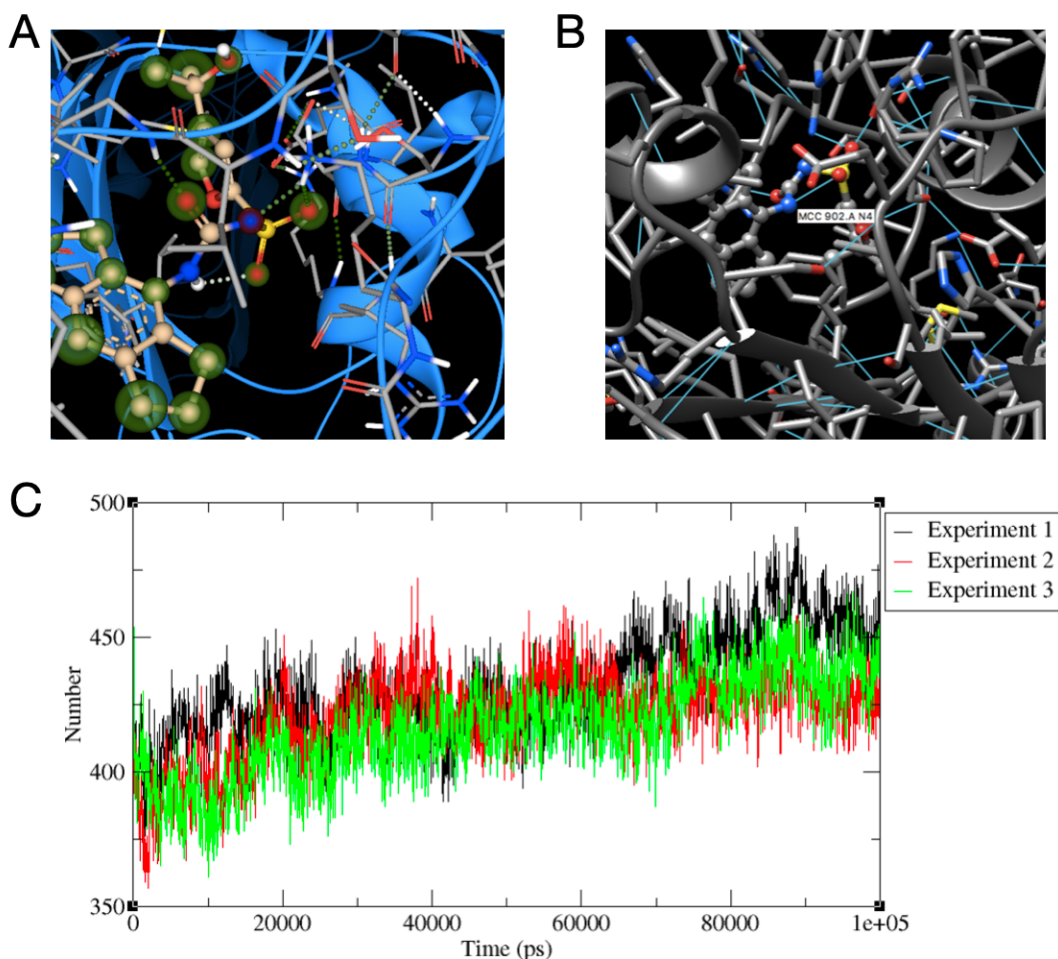 A
B
MCC 902.A N4
C
500
450
400
350
Number
0
20000
40000
60000
80000
1e+05
Time (ps)
Experiment 1
Experiment 2
Experiment 3